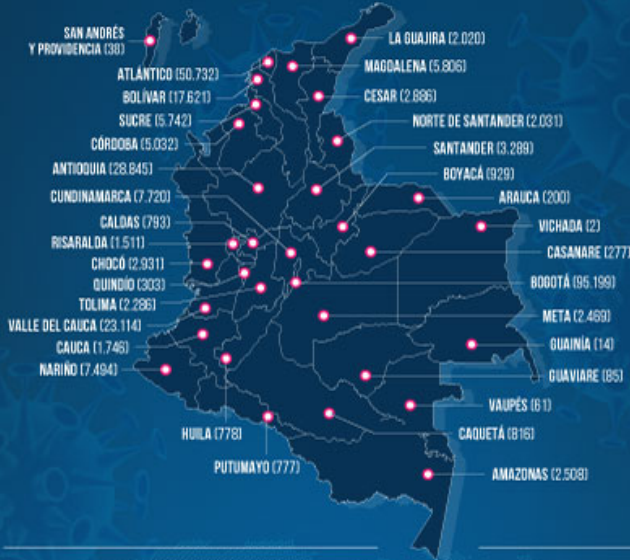 SAN ANDRÉS
Y PROVIDENCIA (38)
ATLÁNTICO (50.732)
BOLÍVAR (17.621)
SUCRE (5.742)
CÓRDOBA (5.032)
ANTIOQUIA (28.845)
CUNDINAMARCA (7.720)
CALDAS (793)
RISARALDA (1.511)
CHOCÓ (2.931)
QUINDÍO (303)
TOLIMA (2.286)
VALLE DEL CAUCA (23.114)
CAUCA (1.746)
NARIÑO (7.494)
HUILA (778)
PUTUMAYO (777)
LA GUAJIRA (2.020)
MAGDALENA (5.806)
CESAR (2.886)
NORTE DE SANTANDER (2.031)
SANTANDER (3.289)
BOYACÁ (929)
ARAUCA (200)
VICHADA (2)
CASANARE (277)
BOGOTÁ (95.199)
META (2.469)
GUAINÍA (14)
GUAVIARE (85)
VAUPÉS (61)
CAQUETÁ (816)
AMAZONAS (2.508)